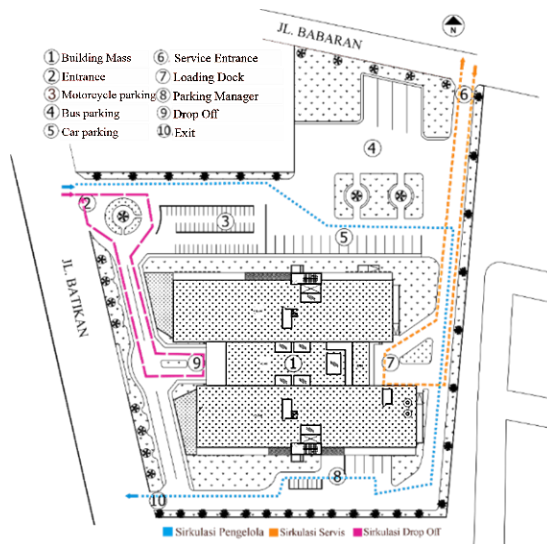 JL. BABARAN
N
① Building Mass
② Entrance
③ Motorcycle parking
④ Bus parking
⑤ Car parking
⑥ Service Entrance
⑦ Loading Dock
⑧ Parking Manager
⑨ Drop Off
⑩ Exit
⑥
④
②
③
⑤
JL. BATIKAN
⑨
①
⑦
⑧
⑩
Sirkulasi Pengelola
Sirkulasi Servis
Sirkulasi Drop Off